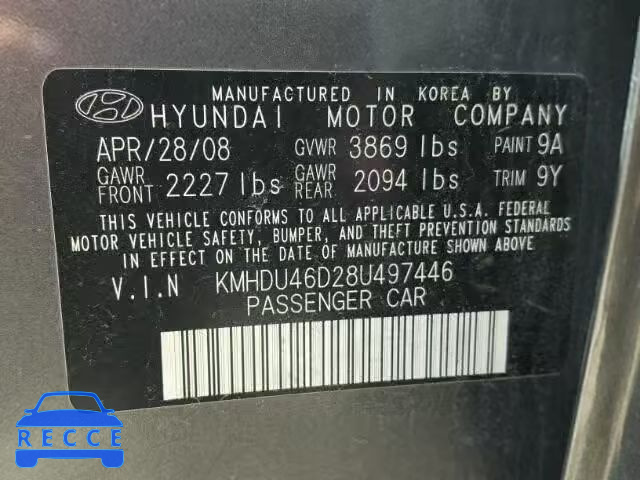 MANUFACTURED IN KOREA BY
HYUNDAI MOTOR COMPANY
APR/28/08 GVWR 3869 lbs PAINT 9A
GAWR FRONT 2227 lbs GAWR REAR 2094 lbs TRIM 9Y
THIS VEHICLE CONFORMS TO ALL APPLICABLE U.S.A. FEDERAL
MOTOR VEHICLE SAFETY, BUMPER, AND THEFT PREVENTION STANDARDS
IN EFFECT ON THE DATE OF MANUFACTURE SHOWN ABOVE.
V.I.N KMHDU46D28U497446
PASSENGER CAR
RECCE